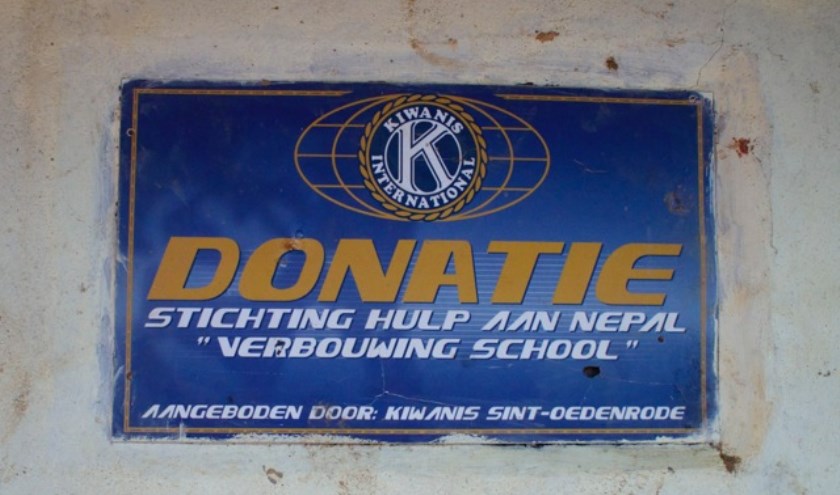 KIWANIS
K
INTERNATIONAL
DONATIE
STICHTING HULP AAN NEPAL
"VERBOUWING SCHOOL"
AANGEBODEN DOOR: KIWANIS SINT-OEDENRODE